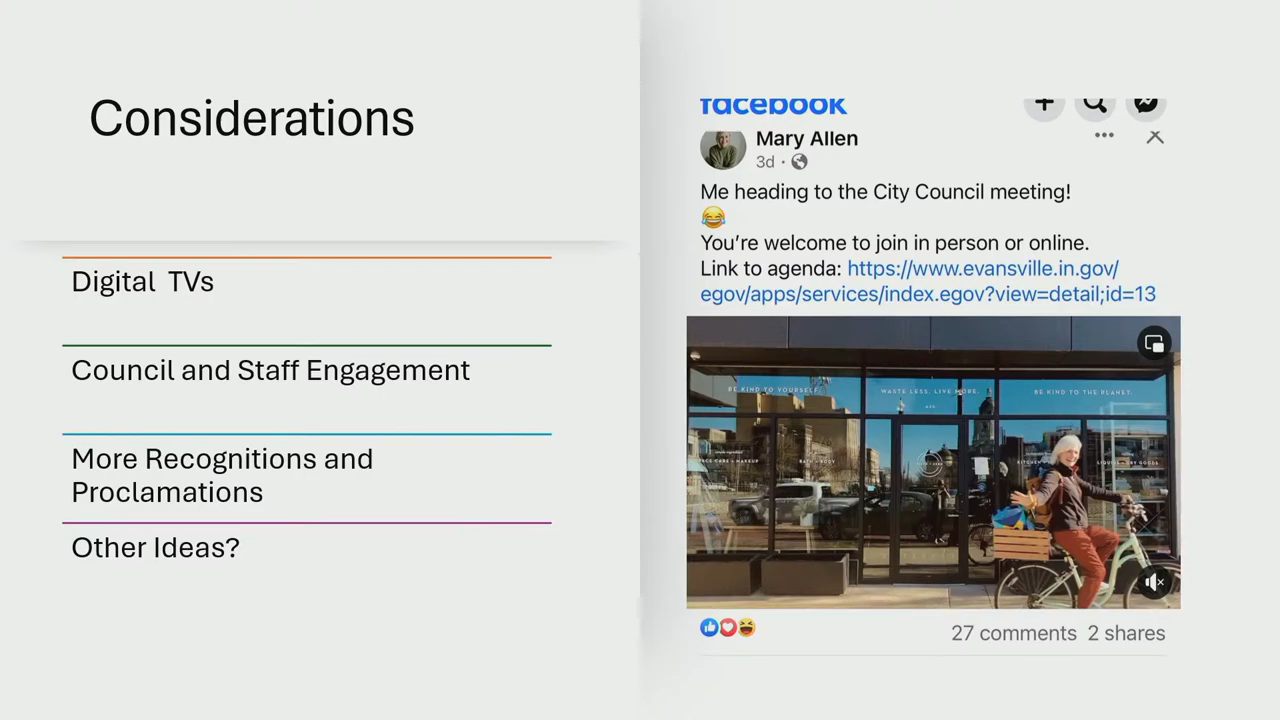 Considerations
Digital TVs
Council and Staff Engagement
More Recognitions and
Proclamations
Other Ideas?
facebook
Mary Allen
3d ·
Me heading to the City Council meeting!
😂
You’re welcome to join in person or online.
Link to agenda: https://www.evansville.in.gov/
egov/apps/services/index.egov?view=detail;id=13
BE KIND TO YOURSELF.
WASTE LESS. LIVE MORE.
BE KIND TO THE PLANET.
BATH + BODY
27 comments 2 shares